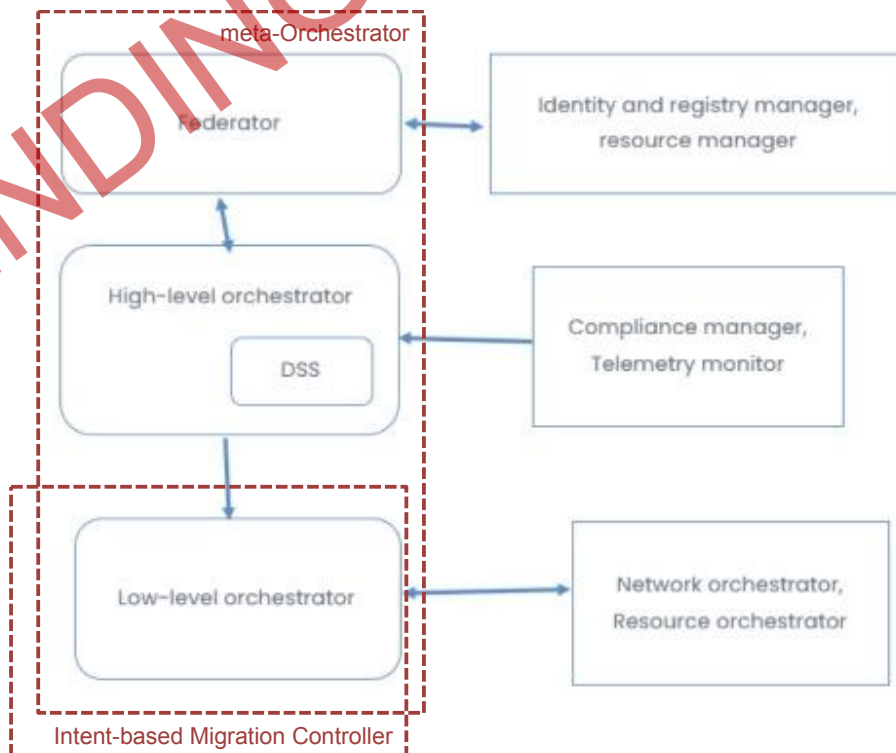 meta-Orchestrator
Federator
Identity and registry manager,
resource manager
High-level orchestrator
DSS
Compliance manager,
Telemetry monitor
Low-level orchestrator
Network orchestrator,
Resource orchestrator
Intent-based Migration Controller